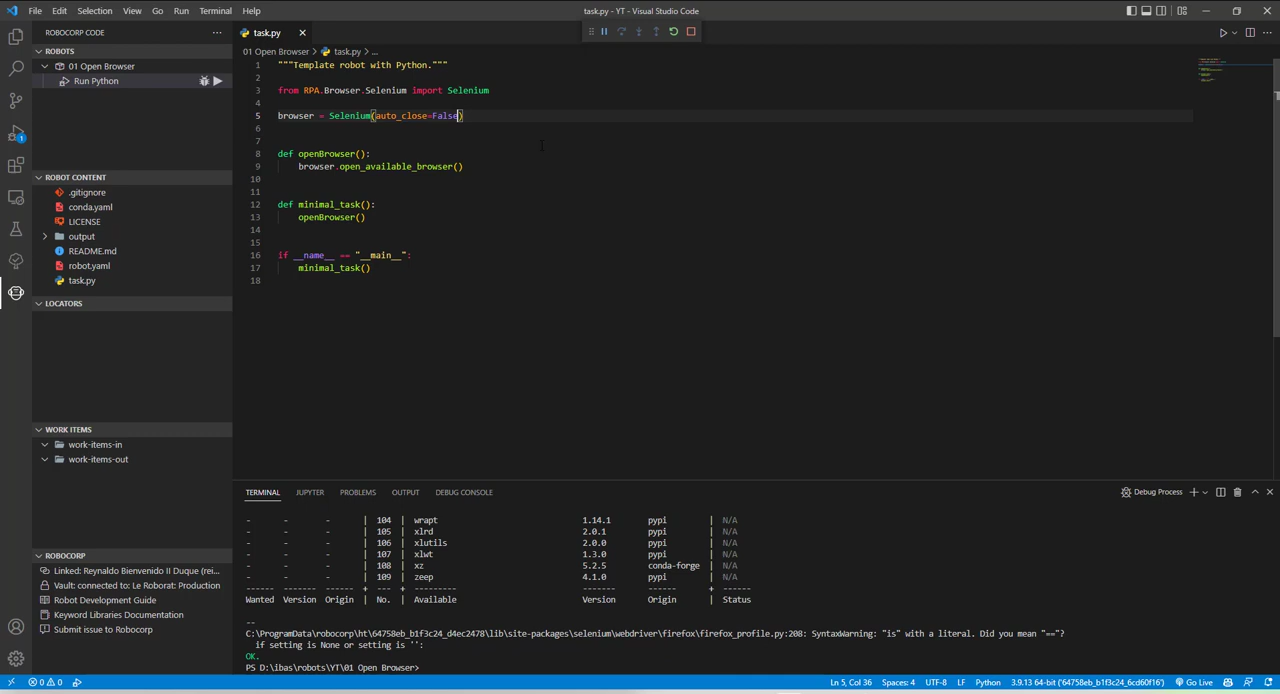 File Edit Selection View Go Run Terminal Help
task.py - YT - Visual Studio Code
ROBOCORP CODE
ROBOTS
01 Open Browser
Run Python
1
ROBOT CONTENT
.gitignore
conda.yaml
LICENSE
output
README.md
robot.yaml
task.py
LOCATORS
WORK ITEMS
work-items-in
work-items-out
ROBOCORP
Linked: Reynaldo Bienvenido II Duque (rei...
Vault: connected to: Le Roborat: Production
Robot Development Guide
Keyword Libraries Documentation
Submit issue to Robocorp
task.py
01 Open Browser > task.py > ...
1 """Template robot with Python."""
2
3 from RPA.Browser.Selenium import Selenium
4
5 browser = Selenium(auto_close=False)
6
7
8 def openBrowser():
9 browser.open_available_browser()
10
11
12 def minimal_task():
13 openBrowser()
14
15
16 if __name__ == "__main__":
17 minimal_task()
18
TERMINAL JUPYTER PROBLEMS OUTPUT DEBUG CONSOLE
Debug Process
- - - | 104 | wrapt 1.14.1 pypi | N/A
- - - | 105 | xlrd 2.0.1 pypi | N/A
- - - | 106 | xlutils 2.0.0 pypi | N/A
- - - | 107 | xlwt 1.3.0 pypi | N/A
- - - | 108 | xz 5.2.5 conda-forge | N/A
- - - | 109 | zeep 4.1.0 pypi | N/A
------ ------- ------ + --- + --------- ------- ------ + ------
Wanted Version Origin | No. | Available Version Origin | Status
--
C:\ProgramData\robocorp\ht\64758eb_b1f3c24_d4ec2478\lib\site-packages\selenium\webdriver\firefox\firefox_profile.py:208: SyntaxWarning: "is" with a literal. Did you mean "=="?
if setting is None or setting is '':
OK.
PS D:\ibas\robots\YT\01 Open Browser>
0 0 Ln 5, Col 36 Spaces: 4 UTF-8 LF Python 3.9.13 64-bit ('64758eb_b1f3c24_6cd60f16') Go Live